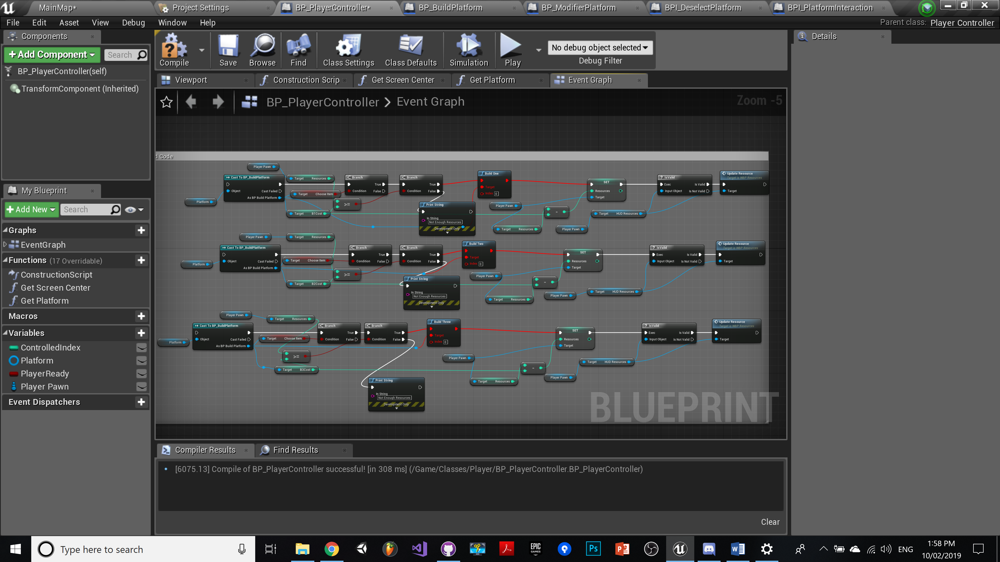 MainMap*
Project Settings
BP_PlayerController*
BP_BuildPlatform
BP_ModifierPlatform
BPI_DeselectPlatform
BPI_PlatformInteraction
File Edit Asset View Debug Window Help
Parent class: Player Controller
Components
+Add Component
Search
BP_PlayerController(self)
TransformComponent (Inherited)
Compile
Save
Browse
Find
Class Settings
Class Defaults
Simulation
Play
No debug object selected
Debug Filter
Details
Viewport
Construction Scrip
Get Screen Center
Get Platform
Event Graph
BP_PlayerController > Event Graph
Zoom -5
d Code
Player Pawn
Cast To BP_BuildPlatform
Object
Cast Failed
As BP Build Platform
Platform
Target Resources
Target Choose Item
>=
Target B1Cost
Branch
Condition
True
False
Branch
Condition
True
False
Print String
In String
Not Enough Resources
Development Only
Build One
Target
Index 0
Player Pawn
Target Resources
-
SET
Resources
Target
Player Pawn
Target HUD Resources
? IsValid
Exec
Input Object
Is Valid
Is Not Valid
Update Resource
Target is WBP Resources
Target
Player Pawn
Cast To BP_BuildPlatform
Object
Cast Failed
As BP Build Platform
Platform
Target Resources
Target Choose Item
>=
Target B2Cost
Branch
Condition
True
False
Branch
Condition
True
False
Print String
In String
Not Enough Resources
Development Only
Build Two
Target
Index 0
Player Pawn
Target Resources
-
SET
Resources
Target
Player Pawn
Target HUD Resources
? IsValid
Exec
Input Object
Is Valid
Is Not Valid
Update Resource
Target is WBP Resources
Target
Player Pawn
Cast To BP_BuildPlatform
Object
Cast Failed
As BP Build Platform
Platform
Target Resources
Target Choose Item
>=
Target B3Cost
Branch
Condition
True
False
Branch
Condition
True
False
Print String
In String
Not Enough Resources
Development Only
Build Three
Target
Index 0
Player Pawn
Target Resources
-
SET
Resources
Target
Player Pawn
Target HUD Resources
? IsValid
Exec
Input Object
Is Valid
Is Not Valid
Update Resource
Target is WBP Resources
Target
BLUEPRINT
My Blueprint
+Add New
Search
Graphs
EventGraph
Functions (17 Overridable)
ConstructionScript
Get Screen Center
Get Platform
Macros
Variables
ControlledIndex
Platform
PlayerReady
Player Pawn
Event Dispatchers
Compiler Results
Find Results
[6075.13] Compile of BP_PlayerController successful! [in 308 ms] (/Game/Classes/Player/BP_PlayerController.BP_PlayerController)
Clear
Type here to search
EPIC
GAMES
Ps
ENG
1:58 PM
10/02/2019